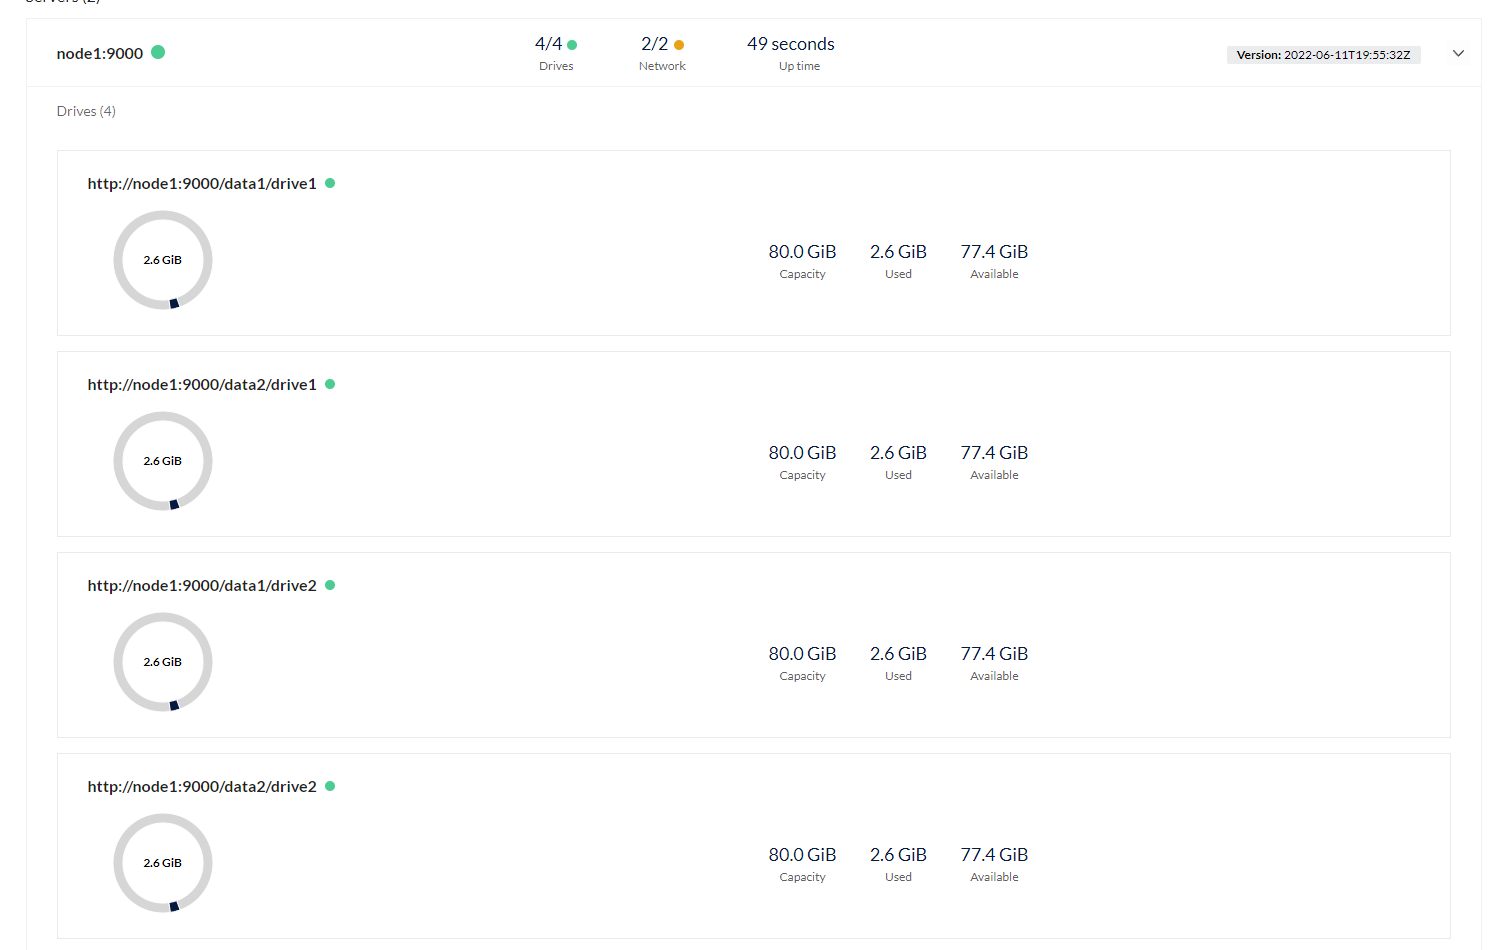 Servers (2)
node1:9000
4/4
Drives
2/2
Network
49 seconds
Up time
Version: 2022-06-11T19:55:32Z
Drives (4)
http://node1:9000/data1/drive1
2.6 GiB
80.0 GiB
Capacity
2.6 GiB
Used
77.4 GiB
Available
http://node1:9000/data2/drive1
2.6 GiB
80.0 GiB
Capacity
2.6 GiB
Used
77.4 GiB
Available
http://node1:9000/data1/drive2
2.6 GiB
80.0 GiB
Capacity
2.6 GiB
Used
77.4 GiB
Available
http://node1:9000/data2/drive2
2.6 GiB
80.0 GiB
Capacity
2.6 GiB
Used
77.4 GiB
Available